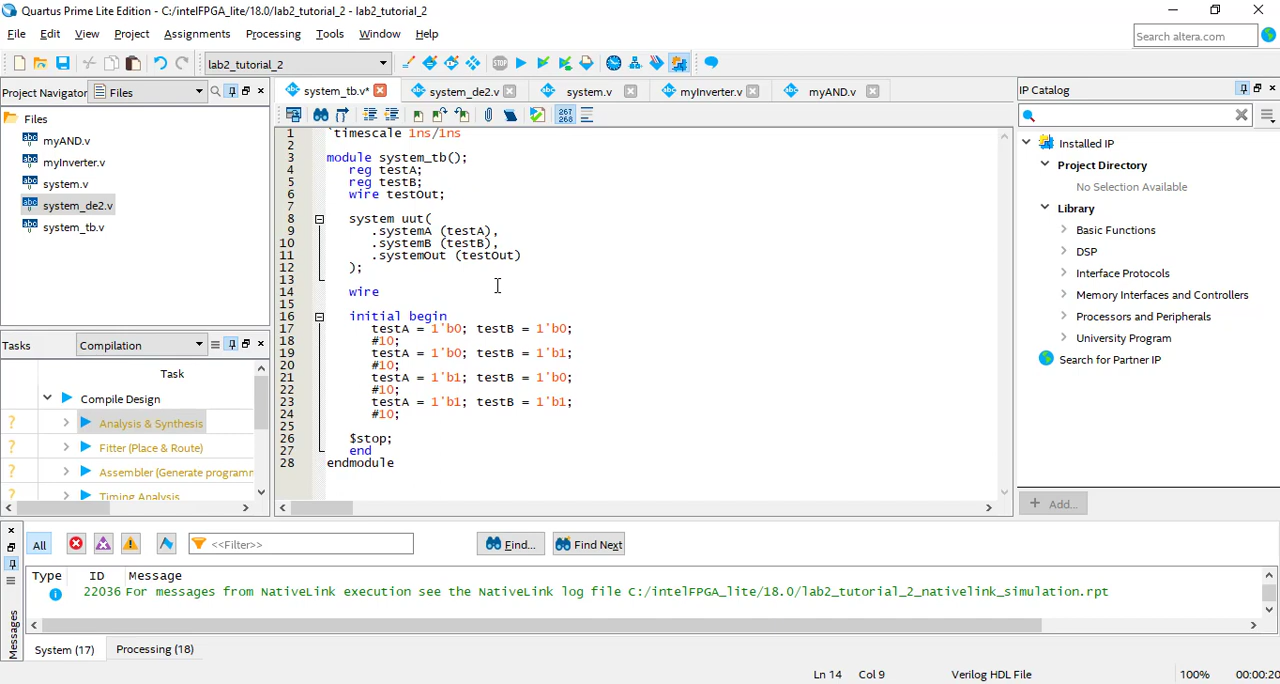 Quartus Prime Lite Edition - C:/intelFPGA_lite/18.0/lab2_tutorial_2 - lab2_tutorial_2
File Edit View Project Assignments Processing Tools Window Help
Search altera.com
lab2_tutorial_2
Project Navigator Files
system_tb.v* system_de2.v system.v myInverter.v myAND.v
IP Catalog
Files
myAND.v
myInverter.v
system.v
system_de2.v
system_tb.v
267
268
1 `timescale 1ns/1ns
2
3 module system_tb();
4 reg testA;
5 reg testB;
6 wire testOut;
7
8 system uut(
9 .systemA (testA),
10 .systemB (testB),
11 .systemOut (testOut)
12 );
13
14 wire
15
16 initial begin
17 testA = 1'b0; testB = 1'b0;
18 #10;
19 testA = 1'b0; testB = 1'b1;
20 #10;
21 testA = 1'b1; testB = 1'b0;
22 #10;
23 testA = 1'b1; testB = 1'b1;
24 #10;
25
26 $stop;
27 end
28 endmodule
Installed IP
Project Directory
No Selection Available
Library
Basic Functions
DSP
Interface Protocols
Memory Interfaces and Controllers
Processors and Peripherals
University Program
Search for Partner IP
+ Add...
Tasks Compilation
Task
Compile Design
? Analysis & Synthesis
? Fitter (Place & Route)
? Assembler (Generate programm
? Timing Analysis
All <<Filter>> Find... Find Next
Type ID Message
22036 For messages from NativeLink execution see the NativeLink log file C:/intelFPGA_lite/18.0/lab2_tutorial_2_nativelink_simulation.rpt
Messages
System (17) Processing (18)
Ln 14 Col 9 Verilog HDL File 100% 00:00:20